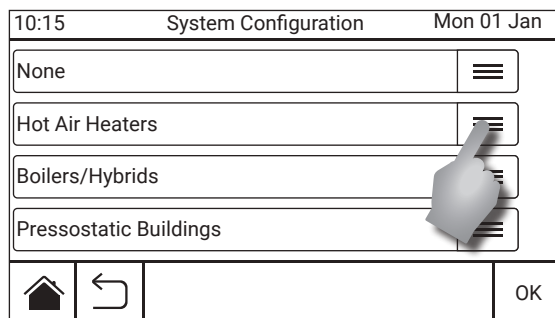 10:15 System Configuration Mon 01 Jan
None
Hot Air Heaters
Boilers/Hybrids
Pressostatic Buildings
OK